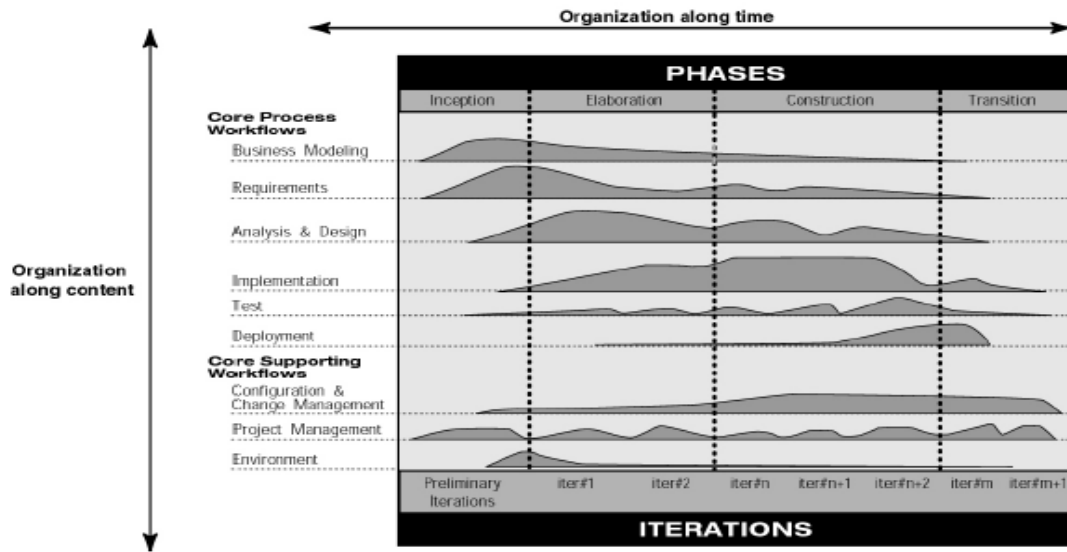 Organization along time
PHASES
Inception Elaboration Construction Transition
Core Process
Workflows
Business Modeling
Requirements
Analysis & Design
Implementation
Test
Deployment
Core Supporting
Workflows
Configuration &
Change Management
Project Management
Environment
Organization
along content
Preliminary
Iterations
iter#1 iter#2 iter#n iter#n+1 iter#n+2 iter#m iter#m+1
ITERATIONS